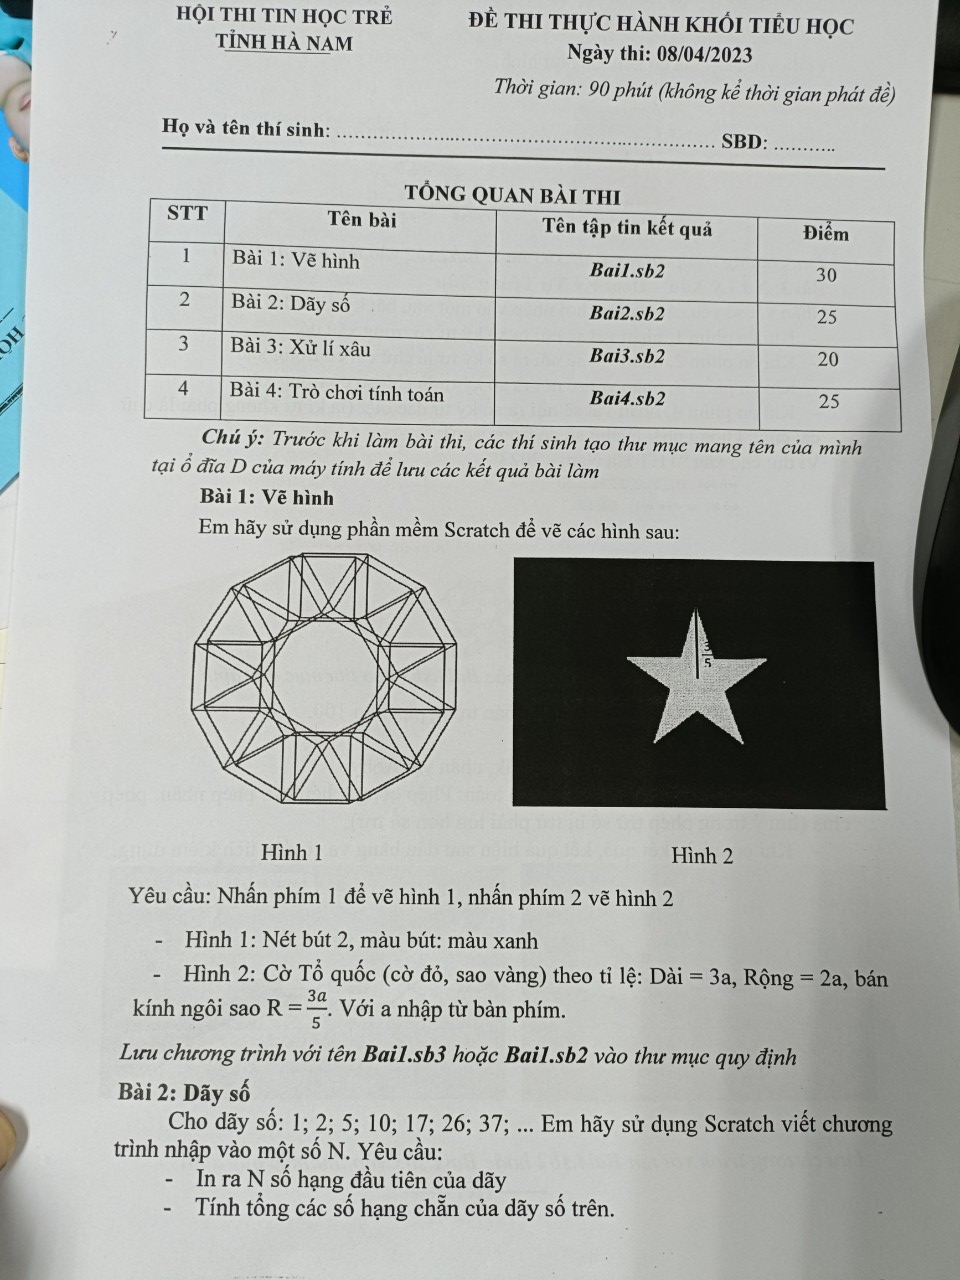 HỘI THI TIN HỌC TRẺ
TỈNH HÀ NAM
ĐỀ THI THỰC HÀNH KHỐI TIỂU HỌC
Ngày thi: 08/04/2023
Thời gian: 90 phút (không kể thời gian phát đề)
Họ và tên thí sinh: ........................................................... SBD: ...........
TỔNG QUAN BÀI THI
STT Tên bài Tên tập tin kết quả Điểm
1 Bài 1: Vẽ hình Bai1.sb2 30
2 Bài 2: Dãy số Bai2.sb2 25
3 Bài 3: Xử lí xâu Bai3.sb2 20
4 Bài 4: Trò chơi tính toán Bai4.sb2 25
Chú ý: Trước khi làm bài thi, các thí sinh tạo thư mục mang tên của mình
tại ổ đĩa D của máy tính để lưu các kết quả bài làm
Bài 1: Vẽ hình
Em hãy sử dụng phần mềm Scratch để vẽ các hình sau:
3
5
Hình 1
Hình 2
Yêu cầu: Nhấn phím 1 để vẽ hình 1, nhấn phím 2 vẽ hình 2
- Hình 1: Nét bút 2, màu bút: màu xanh
- Hình 2: Cờ Tổ quốc (cờ đỏ, sao vàng) theo tỉ lệ: Dài = 3a, Rộng = 2a, bán
kính ngôi sao R = 3a/5. Với a nhập từ bàn phím.
Lưu chương trình với tên Bai1.sb3 hoặc Bai1.sb2 vào thư mục quy định
Bài 2: Dãy số
Cho dãy số: 1; 2; 5; 10; 17; 26; 37; ... Em hãy sử dụng Scratch viết chương
trình nhập vào một số N. Yêu cầu:
- In ra N số hạng đầu tiên của dãy
- Tính tổng các số hạng chẵn của dãy số trên.